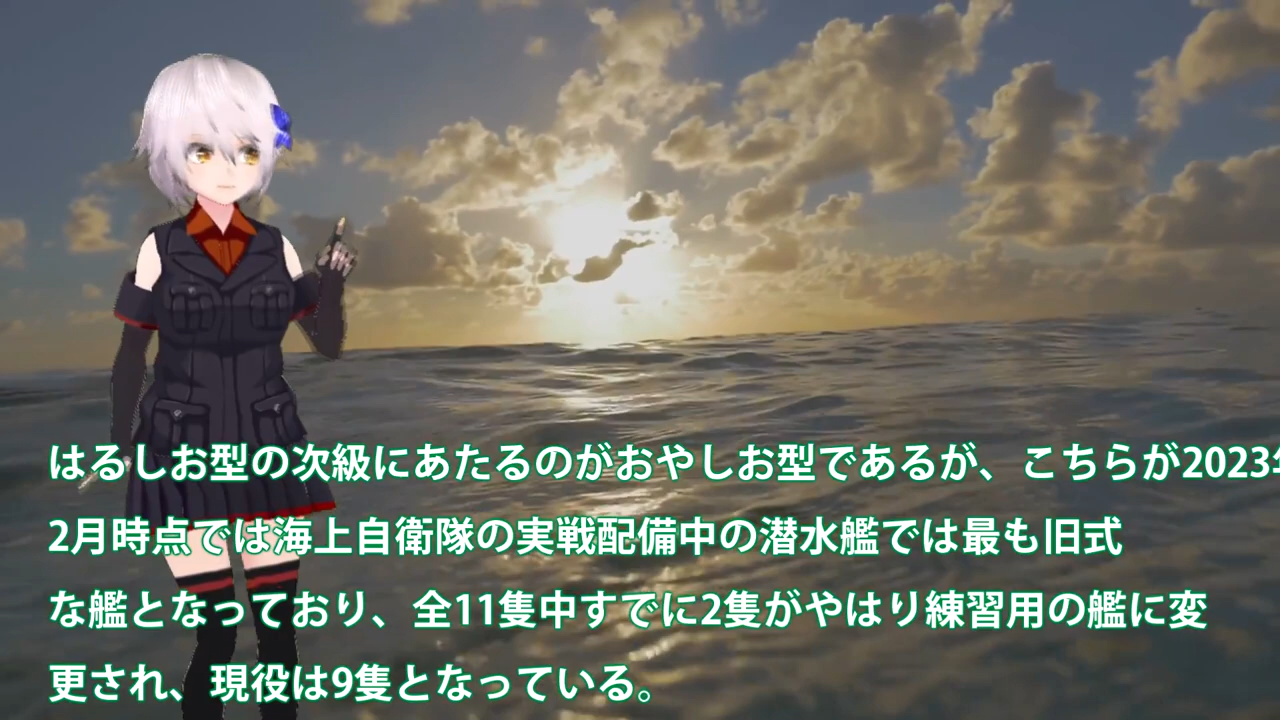 はるしお型の次級にあたるのがおやしお型であるが、こちらが2023年
2月時点では海上自衛隊の実戦配備中の潜水艦では最も旧式
な艦となっており、全11隻中すでに2隻がやはり練習用の艦に変
更され、現役は9隻となっている。